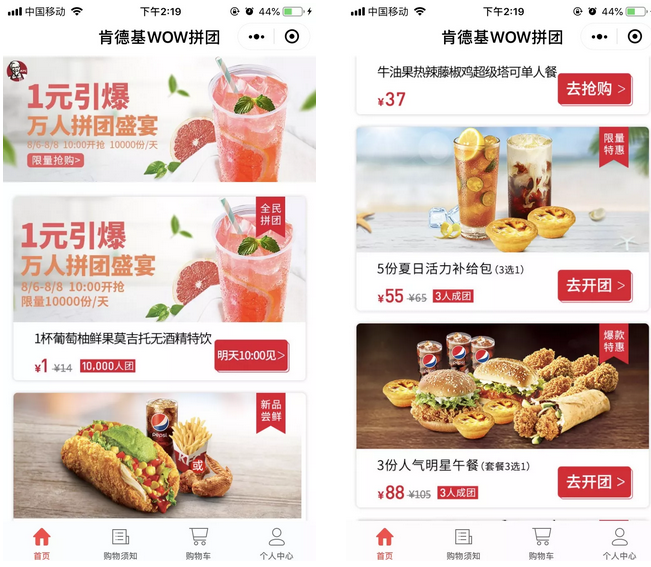 中国移动
下午2:19
44%
肯德基WOW拼团
1元引爆
万人拼团盛宴
8/6-8/8 10:00开抢 10000份/天
限量抢购>
全民
拼团
1元引爆
万人拼团盛宴
8/6-8/8 10:00开抢
限量10000份/天
1杯葡萄柚鲜果莫吉托无酒精特饮
¥1 ¥14 10,000人团
明天10:00见>
新品
尝鲜
pepsi
或
首页
购物须知
购物车
个人中心
中国移动
下午2:19
44%
肯德基WOW拼团
牛油果热辣藤椒鸡超级塔可单人餐
¥37
去抢购 >
限量
特惠
5份夏日活力补给包(3选1)
¥55 ¥65 3人成团
去开团 >
爆款
特惠
pepsi
pepsi
pepsi
3份人气明星午餐(套餐3选1)
¥88 ¥105 3人成团
去开团 >
首页
购物须知
购物车
个人中心